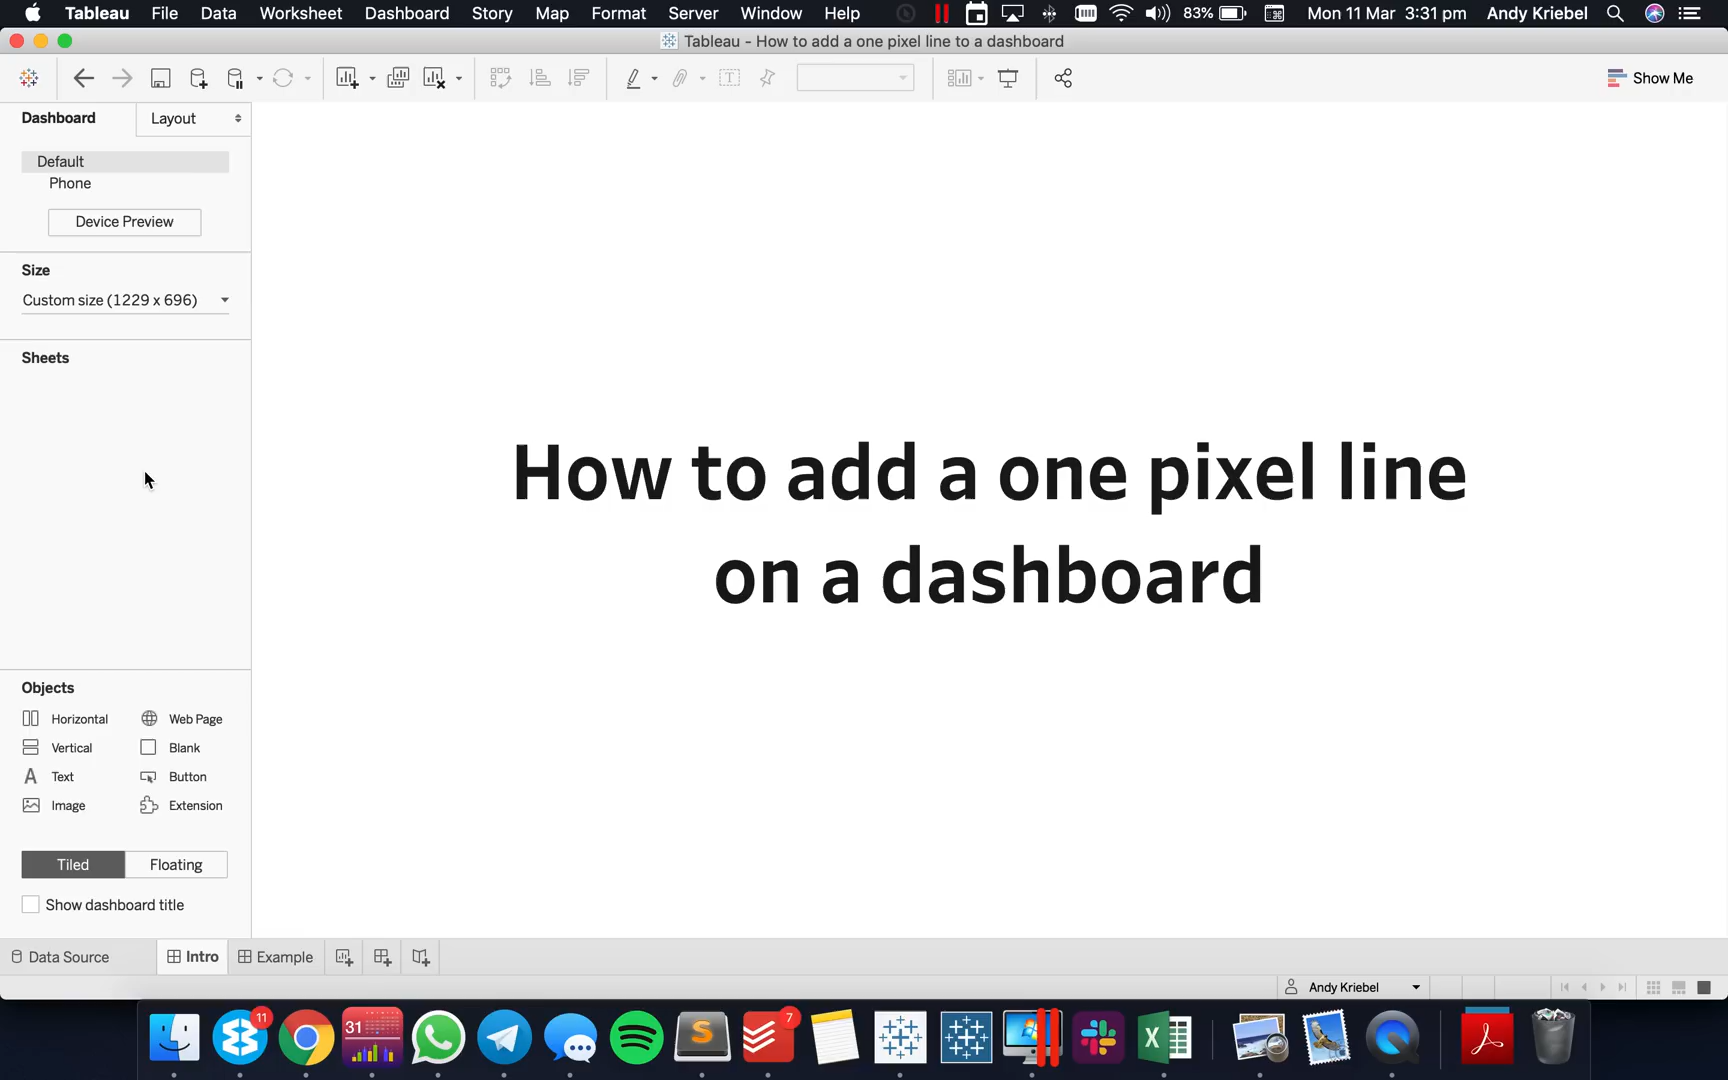 Tableau File Data Worksheet Dashboard Story Map Format Server Window Help 83% Mon 11 Mar 3:31 pm Andy Kriebel
Tableau - How to add a one pixel line to a dashboard
Show Me
Dashboard Layout
Default
Phone
Device Preview
Size
Custom size (1229 x 696)
Sheets
How to add a one pixel line
on a dashboard
Objects
Horizontal Web Page
Vertical Blank
A Text Button
Image Extension
Tiled Floating
Show dashboard title
Data Source Intro Example
Andy Kriebel
11
31
7
S
X